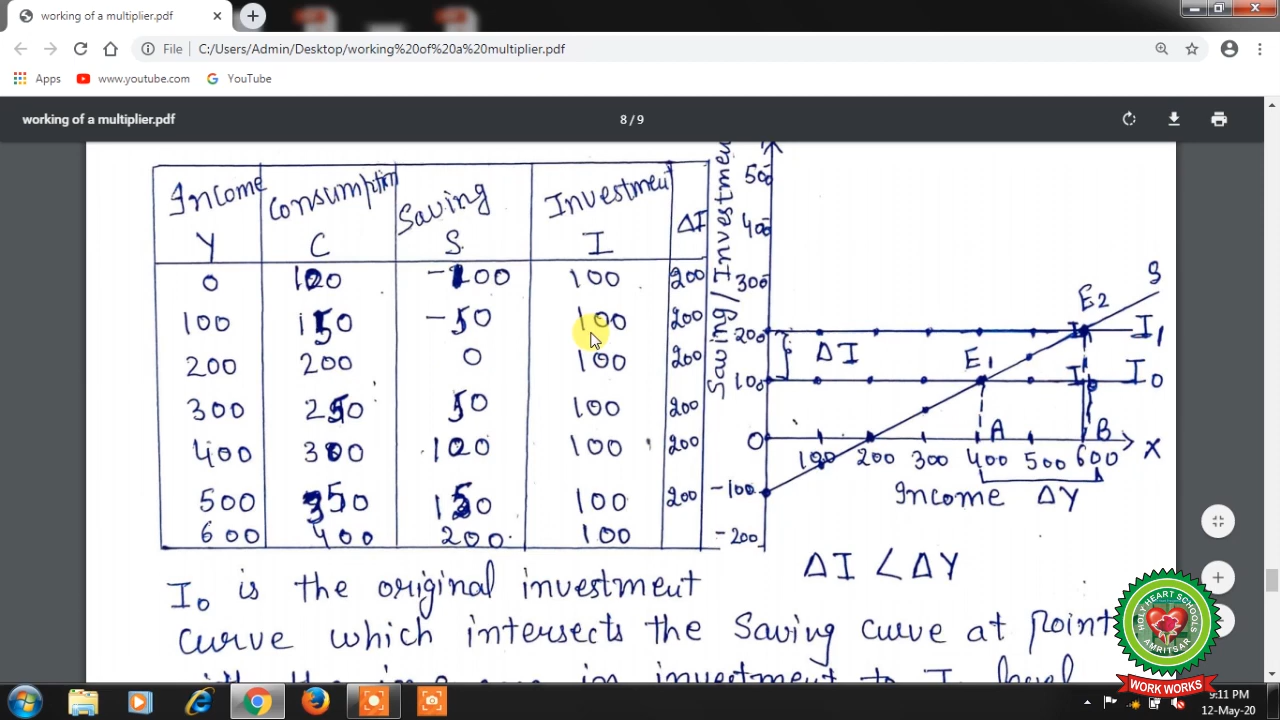 working of a multiplier.pdf
File C:/Users/Admin/Desktop/working%20of%20a%20multiplier.pdf
Apps www.youtube.com YouTube
working of a multiplier.pdf 8 / 9
Income Consumption Saving Investment ΔI
Y C S I
0 100 -100 100 200
100 150 -50 100 200
200 200 0 100 200
300 250 50 100 200
400 300 100 100 200
500 350 150 100 200
600 400 200 100
Saving/Investment
500
400
300
200
100
0
-100
-200
S
E2
I1
ΔI
E1
I0
A B
100 200 300 400 500 600 X
Income ΔY
ΔI < ΔY
I0 is the original investment
curve which intersects the Saving curve at point
HOLY HEART SCHOOLS
AMRITSAR
WORK WORKS
9:11 PM
12-May-20